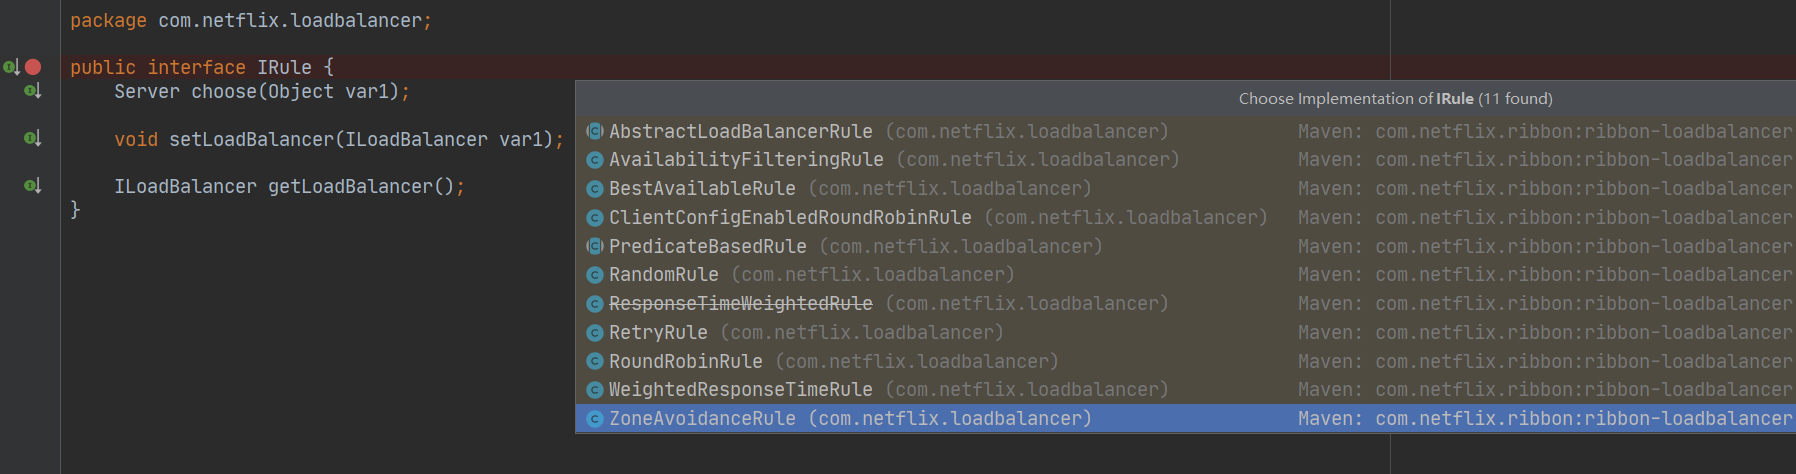 package com.netflix.loadbalancer;
public interface IRule {
Server choose(Object var1);
void setLoadBalancer(ILoadBalancer var1);
ILoadBalancer getLoadBalancer();
}
Choose Implementation of IRule (11 found)
AbstractLoadBalancerRule (com.netflix.loadbalancer) Maven: com.netflix.ribbon:ribbon-loadbalancer
AvailabilityFilteringRule (com.netflix.loadbalancer) Maven: com.netflix.ribbon:ribbon-loadbalancer
BestAvailableRule (com.netflix.loadbalancer) Maven: com.netflix.ribbon:ribbon-loadbalancer
ClientConfigEnabledRoundRobinRule (com.netflix.loadbalancer) Maven: com.netflix.ribbon:ribbon-loadbalancer
PredicateBasedRule (com.netflix.loadbalancer) Maven: com.netflix.ribbon:ribbon-loadbalancer
RandomRule (com.netflix.loadbalancer) Maven: com.netflix.ribbon:ribbon-loadbalancer
ResponseTimeWeightedRule (com.netflix.loadbalancer) Maven: com.netflix.ribbon:ribbon-loadbalancer
RetryRule (com.netflix.loadbalancer) Maven: com.netflix.ribbon:ribbon-loadbalancer
RoundRobinRule (com.netflix.loadbalancer) Maven: com.netflix.ribbon:ribbon-loadbalancer
WeightedResponseTimeRule (com.netflix.loadbalancer) Maven: com.netflix.ribbon:ribbon-loadbalancer
ZoneAvoidanceRule (com.netflix.loadbalancer) Maven: com.netflix.ribbon:ribbon-loadbalancer